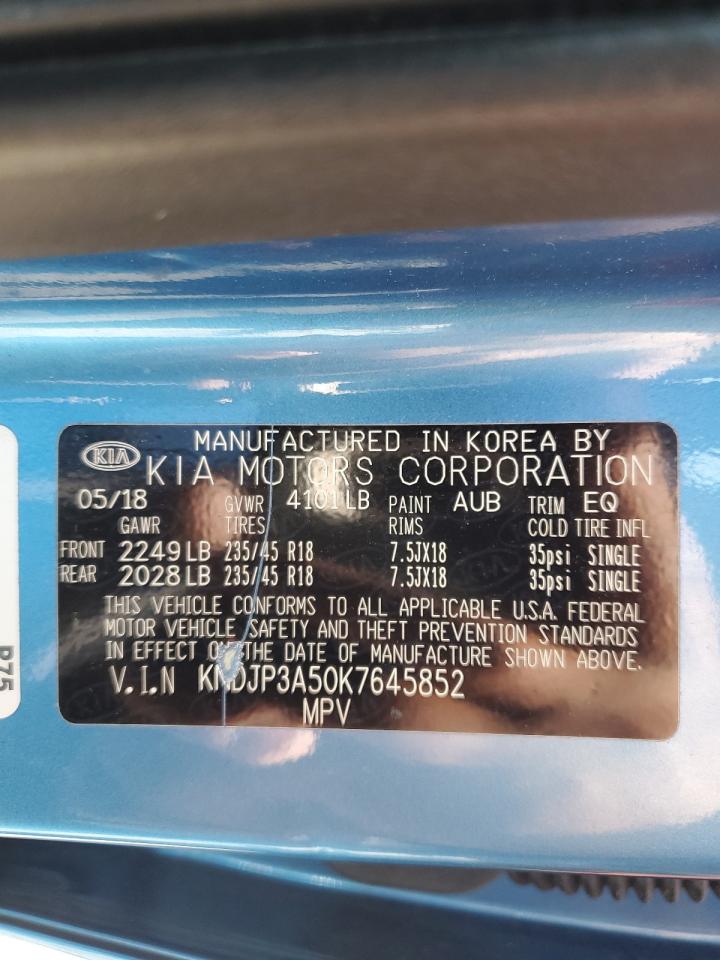 MANUFACTURED IN KOREA BY
KIA KIA MOTORS CORPORATION
05/18 GVWR 4101LB PAINT AUB TRIM EQ
GAWR TIRES RIMS COLD TIRE INFL
FRONT 2249LB 235/45 R18 7.5JX18 35psi SINGLE
REAR 2028LB 235/45 R18 7.5JX18 35psi SINGLE
THIS VEHICLE CONFORMS TO ALL APPLICABLE U.S.A. FEDERAL
MOTOR VEHICLE SAFETY AND THEFT PREVENTION STANDARDS
IN EFFECT ON THE DATE OF MANUFACTURE SHOWN ABOVE.
V.I.N KNDJP3A50K7645852
MPV
P75